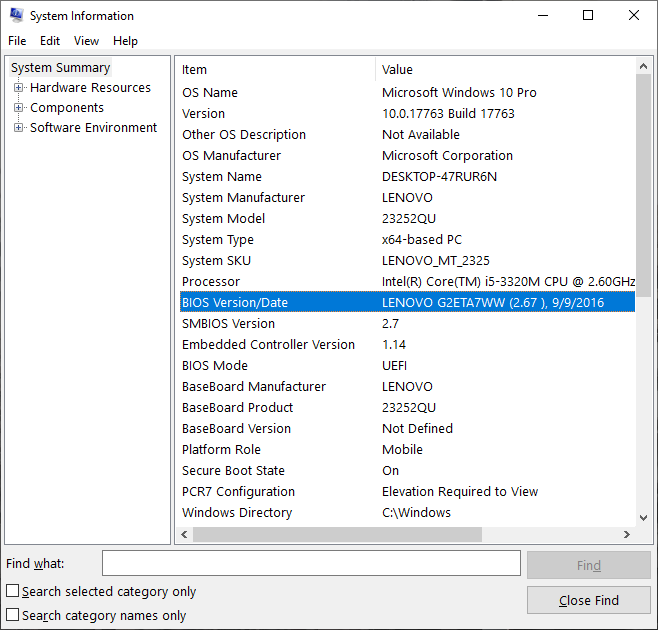 System Information
File Edit View Help
System Summary
Hardware Resources
Components
Software Environment
Item Value
OS Name Microsoft Windows 10 Pro
Version 10.0.17763 Build 17763
Other OS Description Not Available
OS Manufacturer Microsoft Corporation
System Name DESKTOP-47RUR6N
System Manufacturer LENOVO
System Model 23252QU
System Type x64-based PC
System SKU LENOVO_MT_2325
Processor Intel(R) Core(TM) i5-3320M CPU @ 2.60GHz
BIOS Version/Date LENOVO G2ETA7WW (2.67 ), 9/9/2016
SMBIOS Version 2.7
Embedded Controller Version 1.14
BIOS Mode UEFI
BaseBoard Manufacturer LENOVO
BaseBoard Product 23252QU
BaseBoard Version Not Defined
Platform Role Mobile
Secure Boot State On
PCR7 Configuration Elevation Required to View
Windows Directory C:\Windows
Find what: Find
Search selected category only Close Find
Search category names only